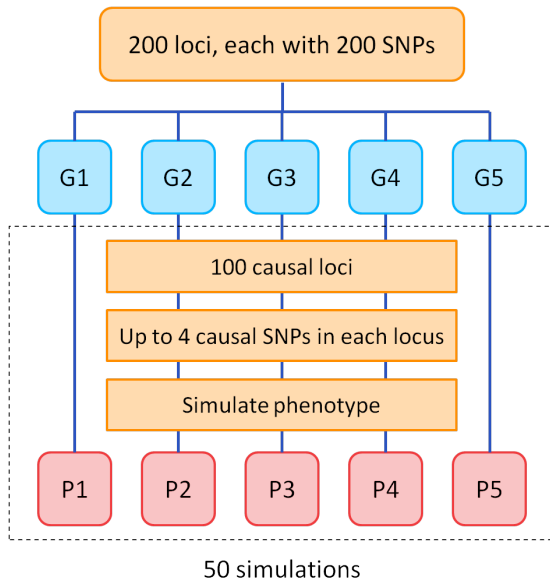 200 loci, each with 200 SNPs
G1 G2 G3 G4 G5
100 causal loci
Up to 4 causal SNPs in each locus
Simulate phenotype
P1 P2 P3 P4 P5
50 simulations